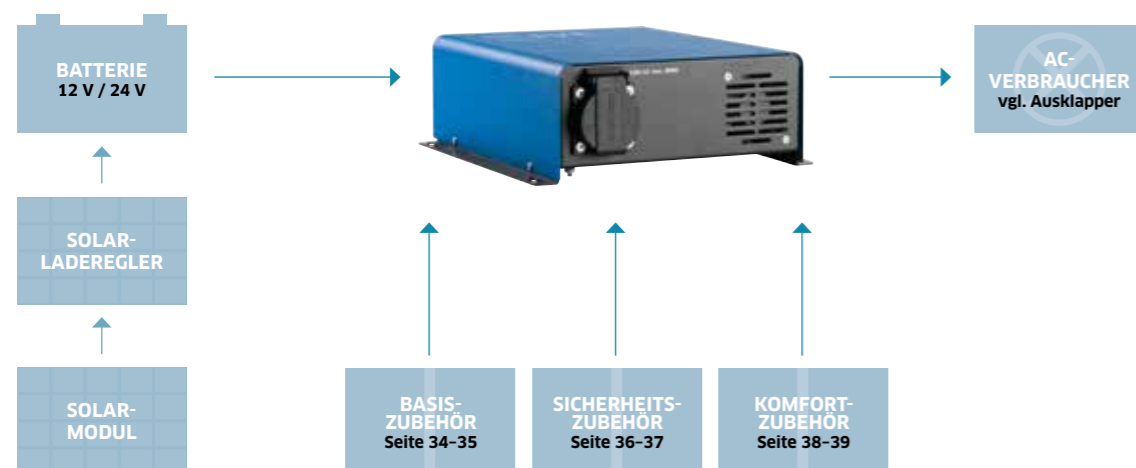 BATTERIE
12 V / 24 V
AC-
VERBRAUCHER
vgl. Ausklapper
SOLAR-
LADEREGLER
SOLAR-
MODUL
BASIS-
ZUBEHÖR
Seite 34–35
SICHERHEITS-
ZUBEHÖR
Seite 36–37
KOMFORT-
ZUBEHÖR
Seite 38–39